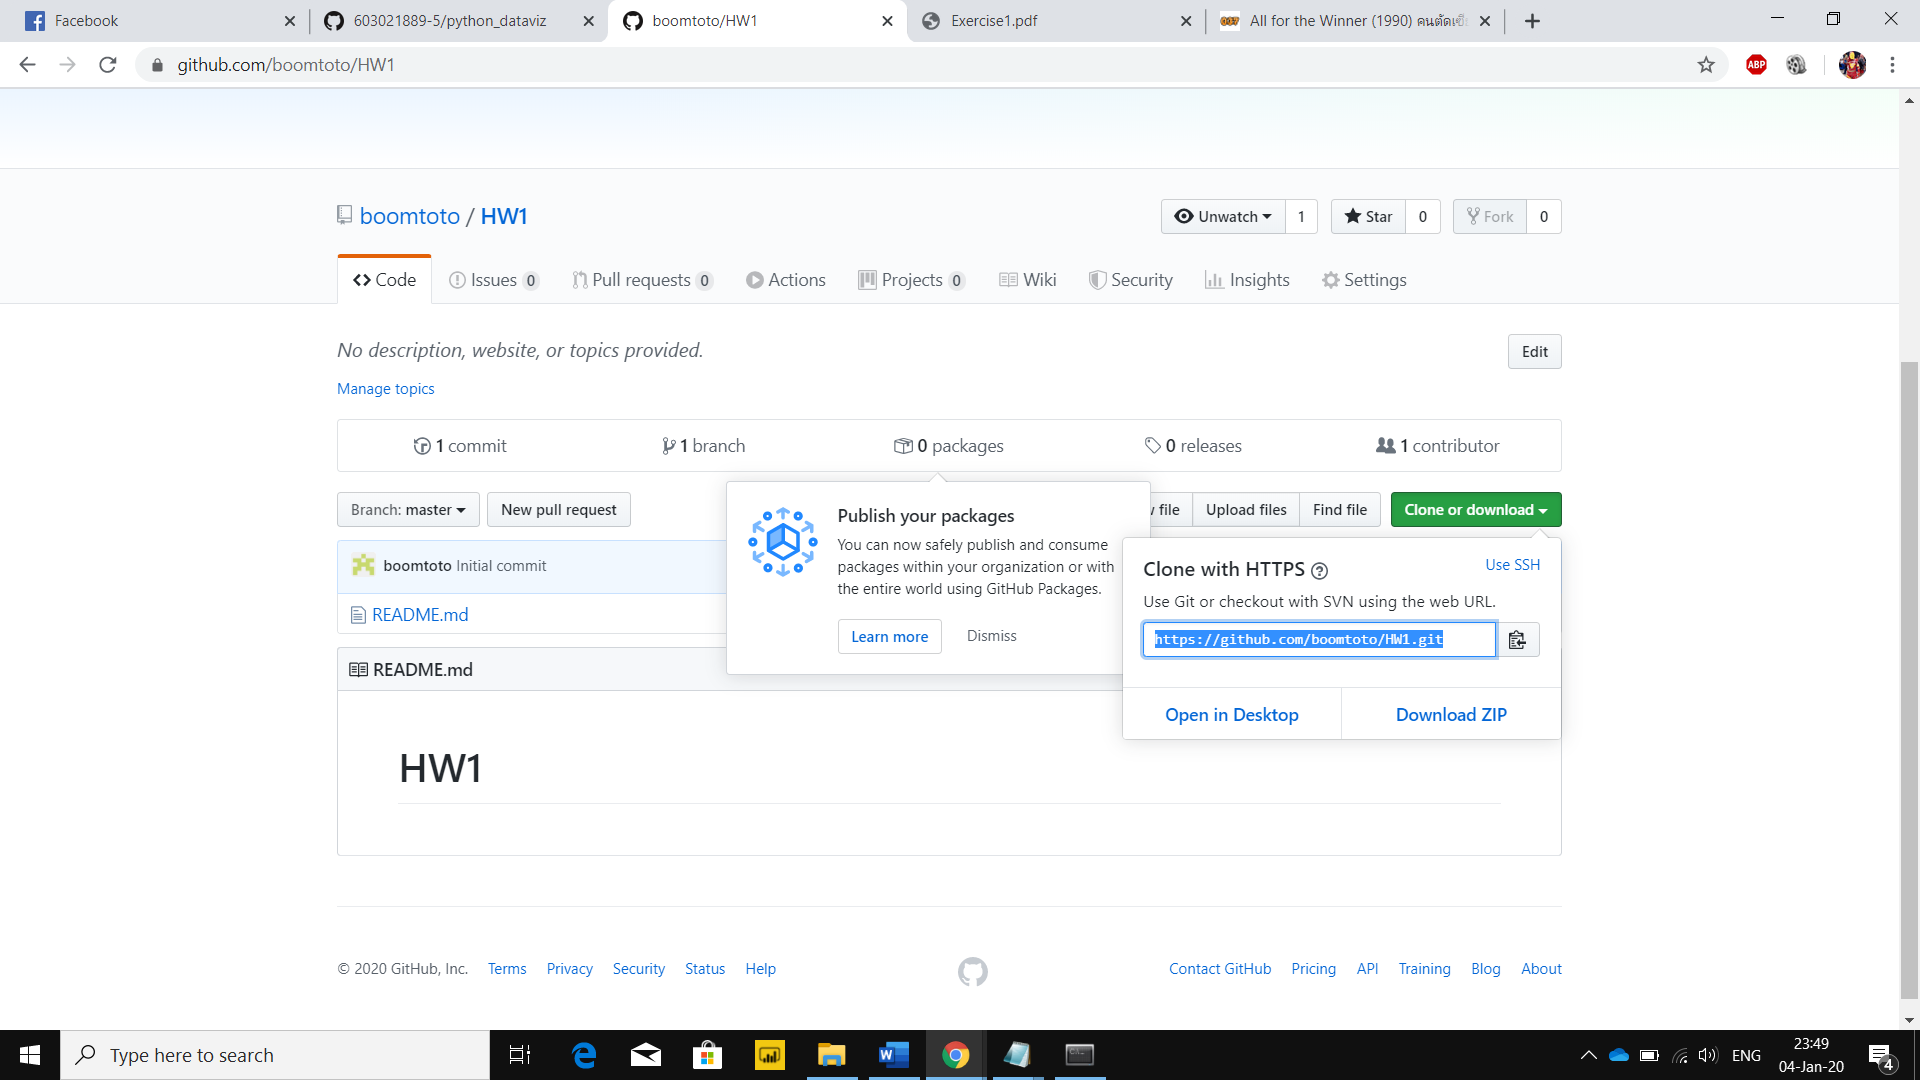 Facebook
603021889-5/python_dataviz
boomtoto/HW1
Exercise1.pdf
All for the Winner (1990) คนตัดเซี
github.com/boomtoto/HW1
ABP
boomtoto / HW1
Unwatch 1
Star 0
Fork 0
Code
Issues 0
Pull requests 0
Actions
Projects 0
Wiki
Security
Insights
Settings
No description, website, or topics provided.
Edit
Manage topics
1 commit
1 branch
0 packages
0 releases
1 contributor
Branch: master
New pull request
file
Upload files
Find file
Clone or download
boomtoto Initial commit
README.md
Publish your packages
You can now safely publish and consume
packages within your organization or with
the entire world using GitHub Packages.
Learn more
Dismiss
Clone with HTTPS
Use SSH
Use Git or checkout with SVN using the web URL.
https://github.com/boomtoto/HW1.git
Open in Desktop
Download ZIP
README.md
HW1
© 2020 GitHub, Inc.
Terms
Privacy
Security
Status
Help
Contact GitHub
Pricing
API
Training
Blog
About
Type here to search
ENG
23:49
04-Jan-20
4